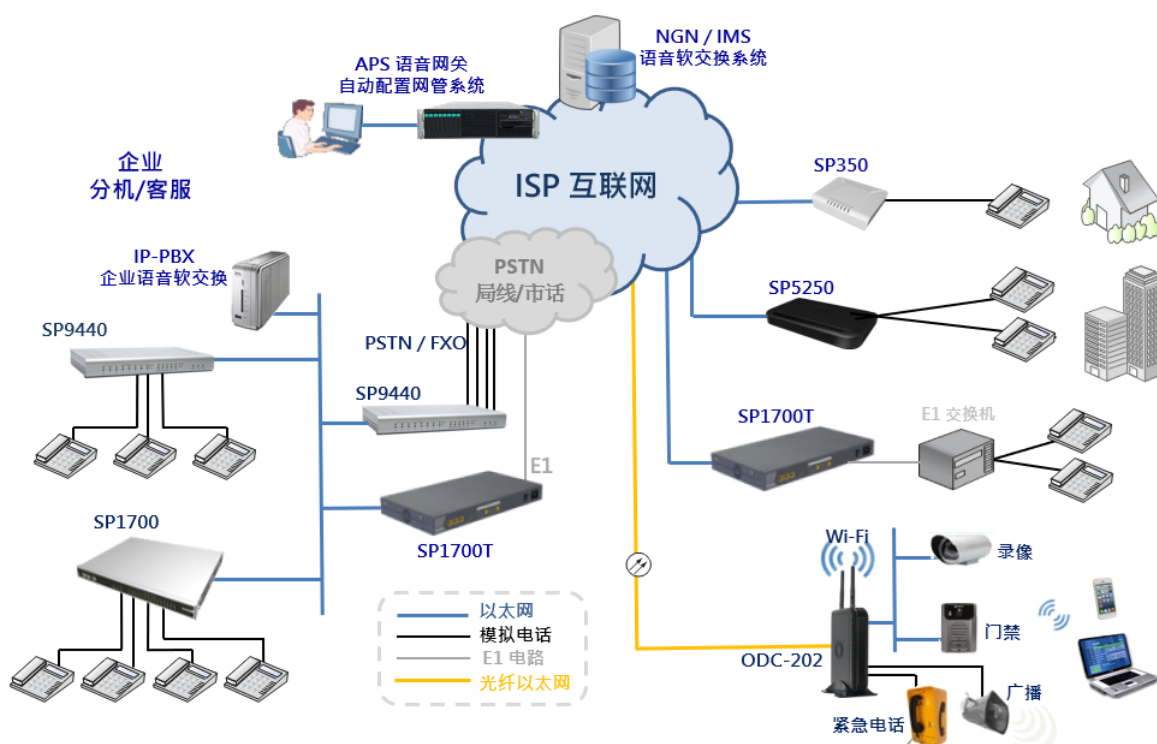 NGN / IMS
语音软交换系统
APS 语音网关
自动配置网管系统
企业
分机/客服
ISP 互联网
SP350
IP-PBX
企业语音软交换
PSTN
局线/市话
SP5250
SP9440
PSTN / FXO
SP9440
SP1700T
E1 交换机
E1
SP1700
SP1700T
Wi-Fi
录像
以太网
模拟电话
E1 电路
光纤以太网
门禁
ODC-202
广播
紧急电话